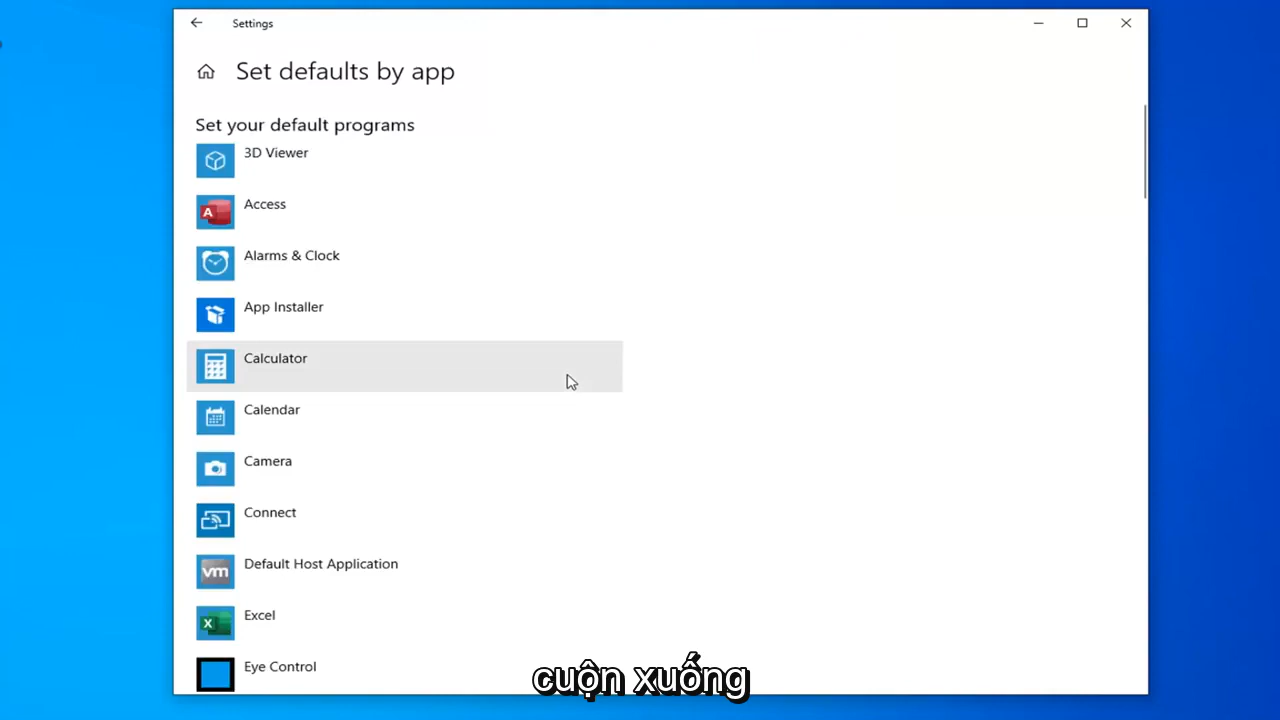 Settings
Set defaults by app
Set your default programs
3D Viewer
Access
A
Alarms & Clock
App Installer
Calculator
Calendar
Camera
Connect
Default Host Application
vm
Excel
X
Eye Control
cuộn xuống